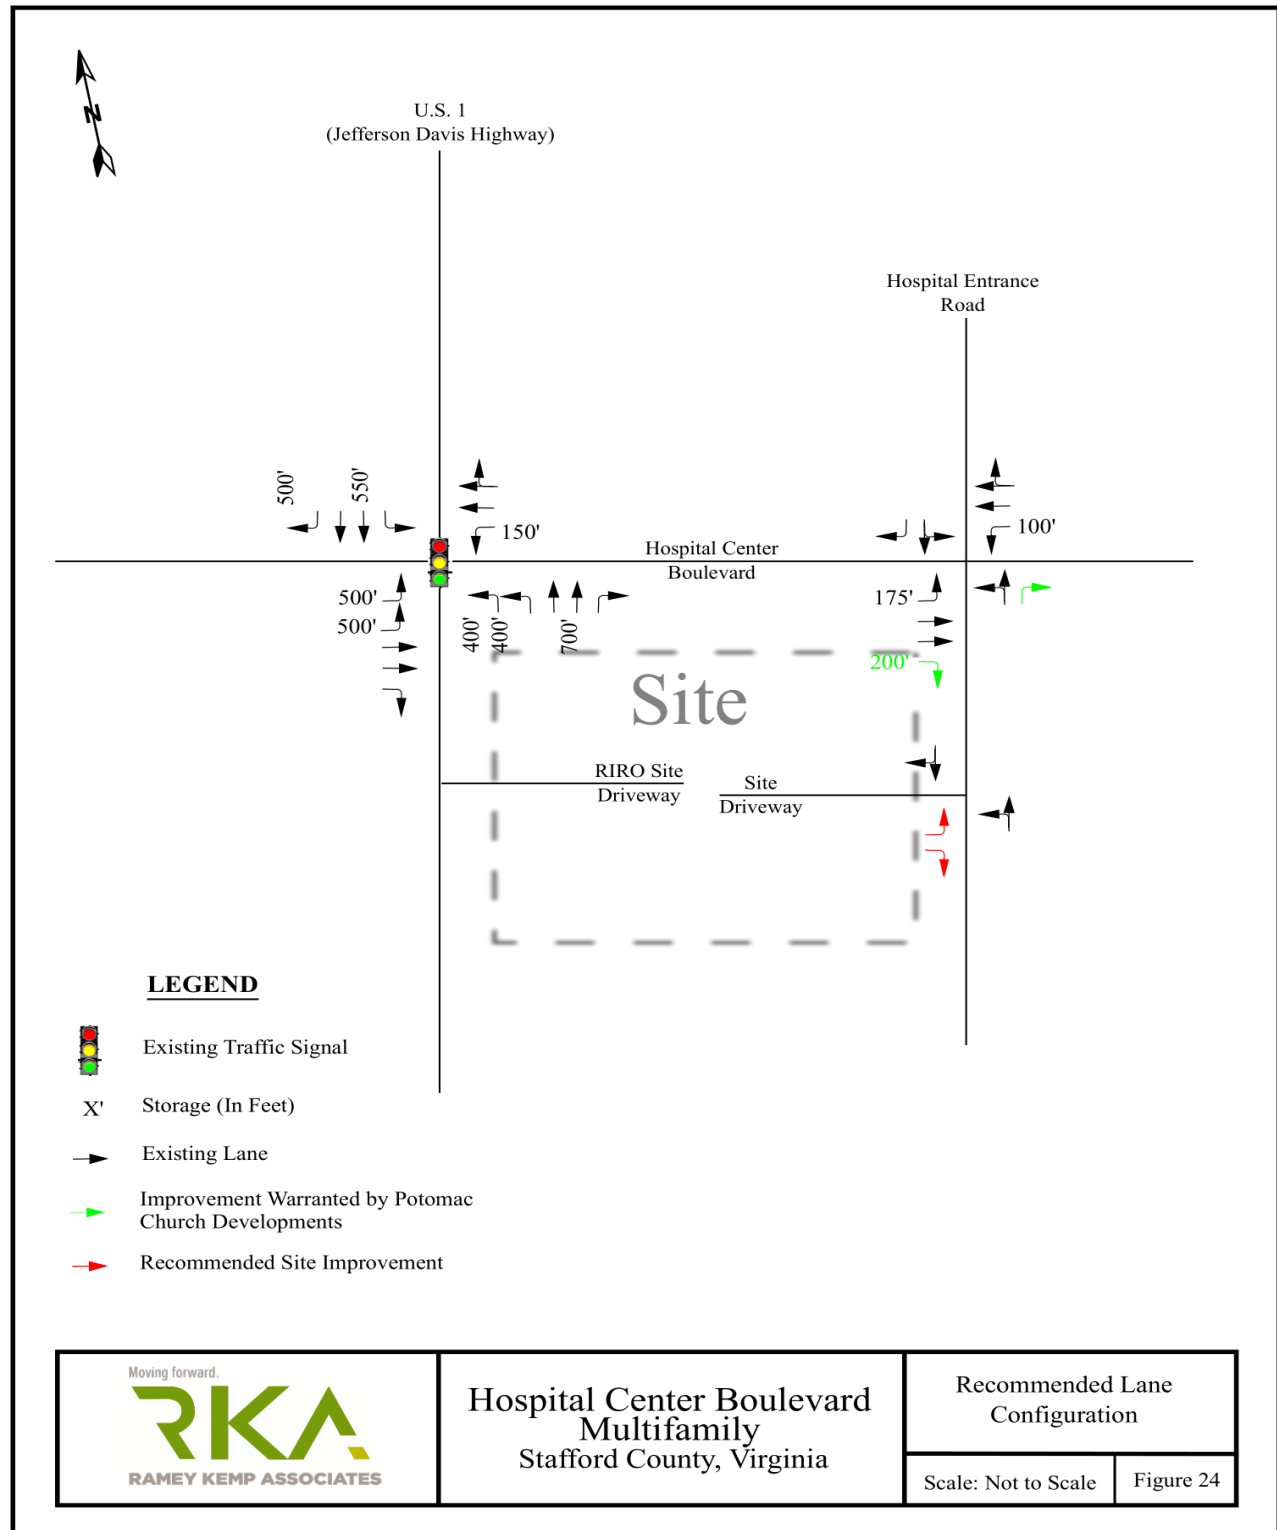 N
U.S. 1
(Jefferson Davis Highway)
Hospital Entrance
Road
500'
550'
150'
100'
Hospital Center
Boulevard
500'
500'
400'
400'
700'
175'
200'
Site
RIRO Site
Driveway
Site
Driveway
LEGEND
Existing Traffic Signal
X'
Storage (In Feet)
Existing Lane
Improvement Warranted by Potomac
Church Developments
Recommended Site Improvement
Moving forward.
RKA
RAMEY KEMP ASSOCIATES
Hospital Center Boulevard
Multifamily
Stafford County, Virginia
Recommended Lane
Configuration
Scale: Not to Scale
Figure 24